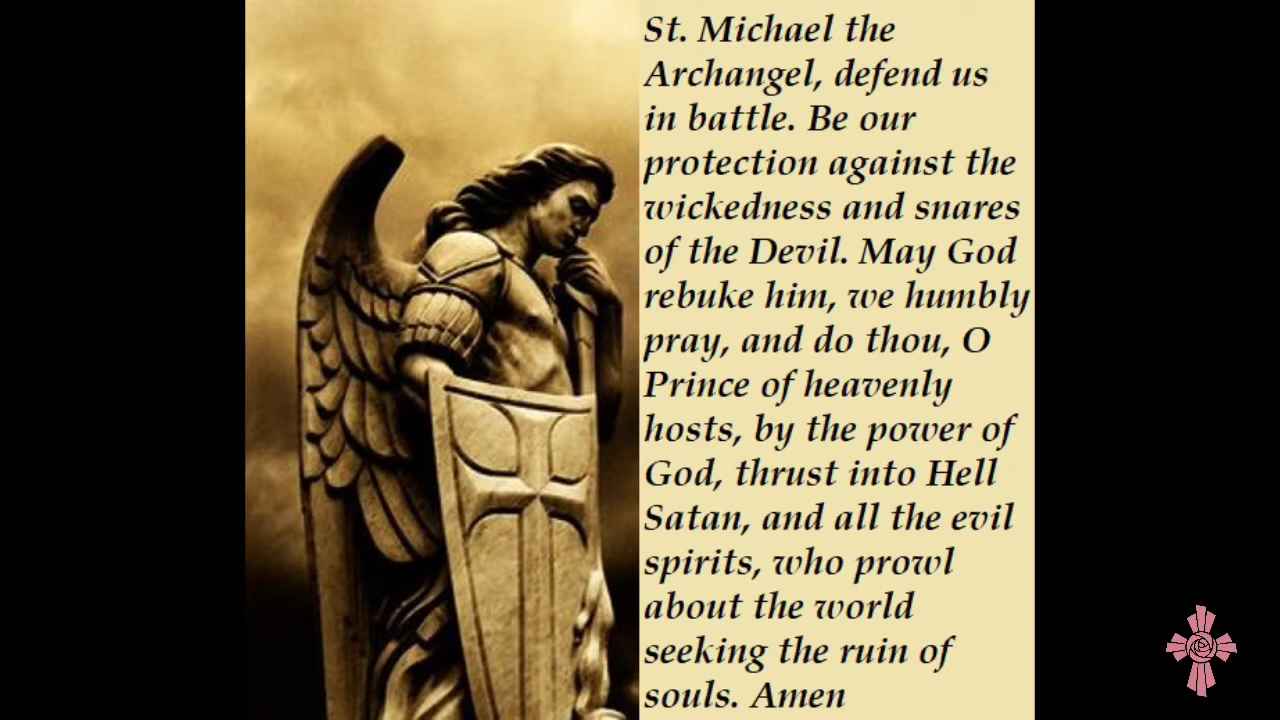 St. Michael the
Archangel, defend us
in battle. Be our
protection against the
wickedness and snares
of the Devil. May God
rebuke him, we humbly
pray, and do thou, O
Prince of heavenly
hosts, by the power of
God, thrust into Hell
Satan, and all the evil
spirits, who prowl
about the world
seeking the ruin of
souls. Amen